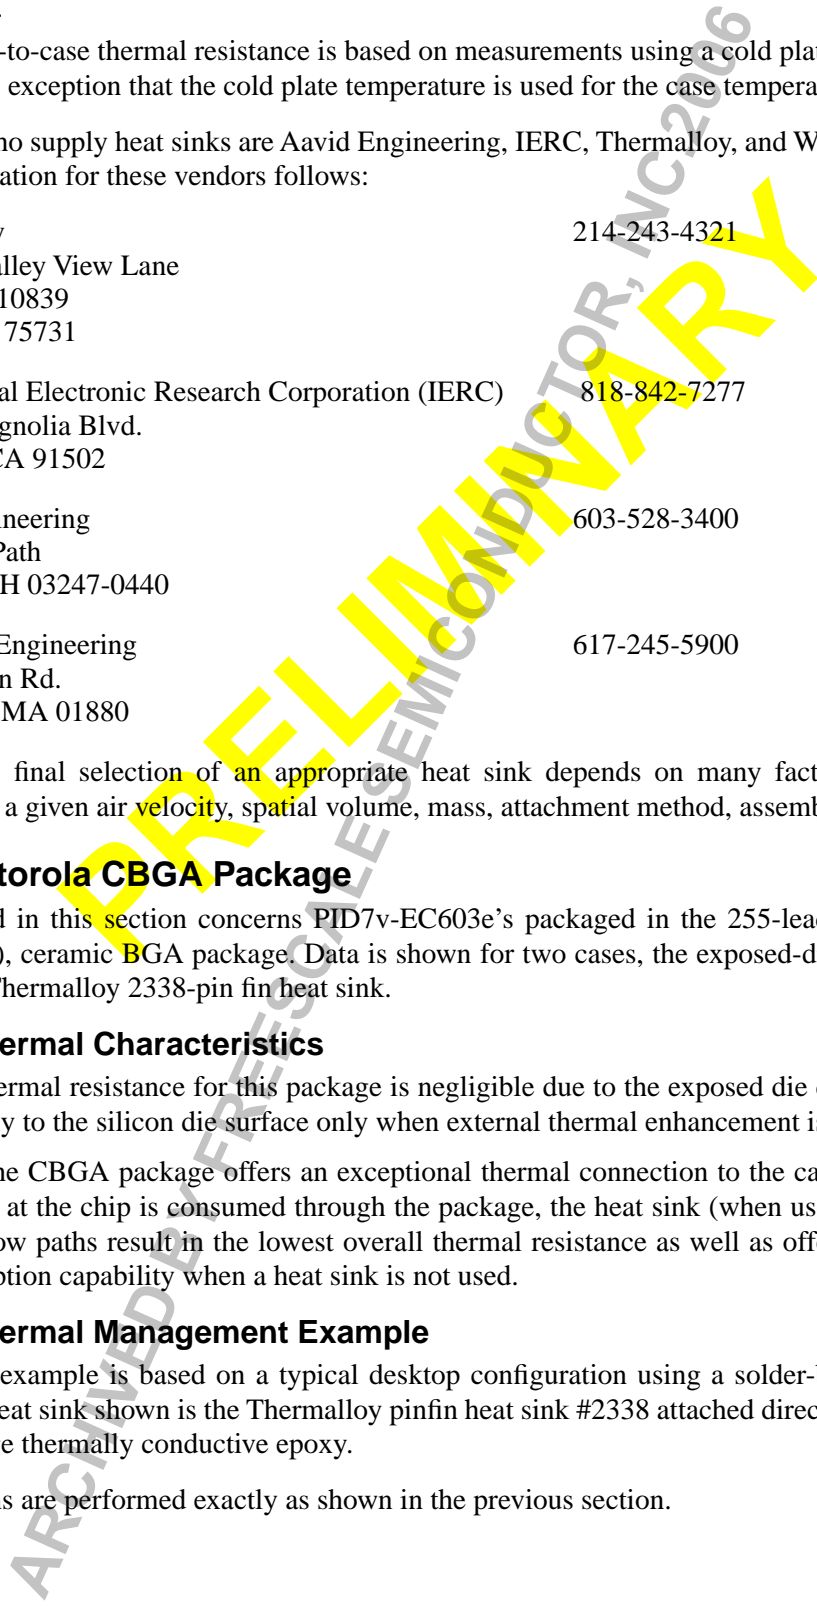 -to-case thermal resistance is based on measurements using a cold plat
exception that the cold plate temperature is used for the case tempera
no supply heat sinks are Aavid Engineering, IERC, Thermalloy, and W
ation for these vendors follows:
y 214-243-4321
alley View Lane
10839
75731
al Electronic Research Corporation (IERC) 818-842-7277
gnolia Blvd.
CA 91502
ineering 603-528-3400
Path
H 03247-0440
Engineering 617-245-5900
n Rd.
MA 01880
final selection of an appropriate heat sink depends on many fact
a given air velocity, spatial volume, mass, attachment method, assemb
torola CBGA Package
d in this section concerns PID7v-EC603e's packaged in the 255-lea
), ceramic BGA package. Data is shown for two cases, the exposed-d
Thermalloy 2338-pin fin heat sink.
ermal Characteristics
ermal resistance for this package is negligible due to the exposed die
y to the silicon die surface only when external thermal enhancement is
ne CBGA package offers an exceptional thermal connection to the ca
at the chip is consumed through the package, the heat sink (when us
ow paths result in the lowest overall thermal resistance as well as off
ption capability when a heat sink is not used.
ermal Management Example
example is based on a typical desktop configuration using a solder-
eat sink shown is the Thermalloy pinfin heat sink #2338 attached direc
e thermally conductive epoxy.
ns are performed exactly as shown in the previous section.
PRELIMINARY
ARCHIVED BY FREESCALE SEMICONDUCTOR, INC.2006